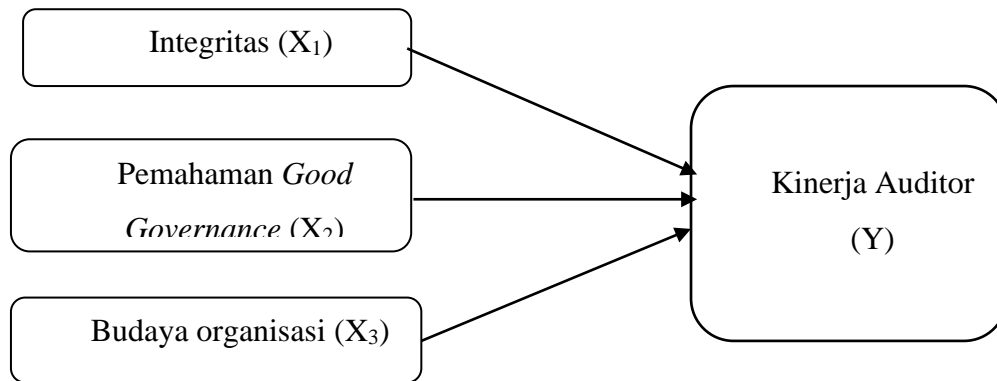 Integritas (X₁)
Pemahaman Good
Governance (X₂)
Budaya organisasi (X₃)
Kinerja Auditor
(Y)